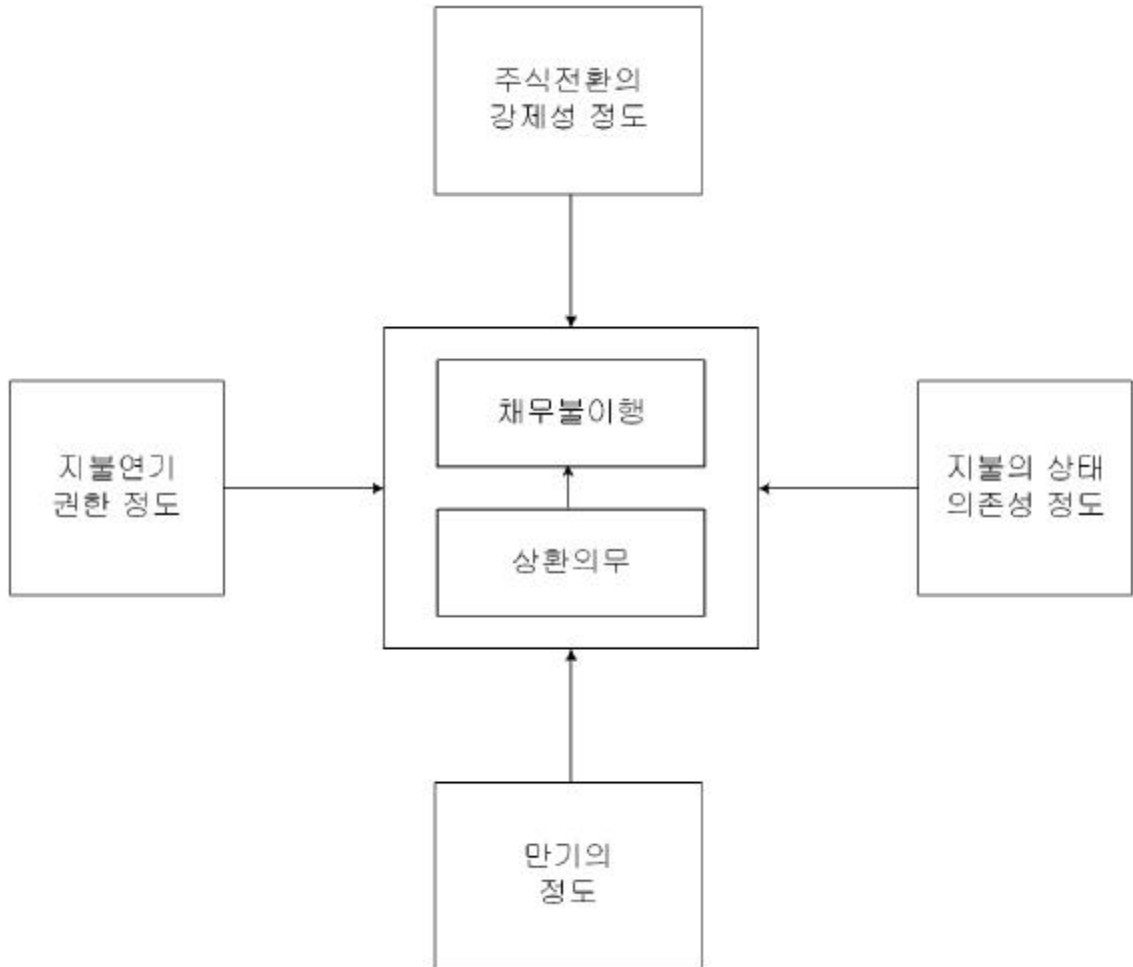 주식전환의
강제성 정도
채무불이행
지불연기
권한 정도
지불의 상태
의존성 정도
상환의무
만기의
정도